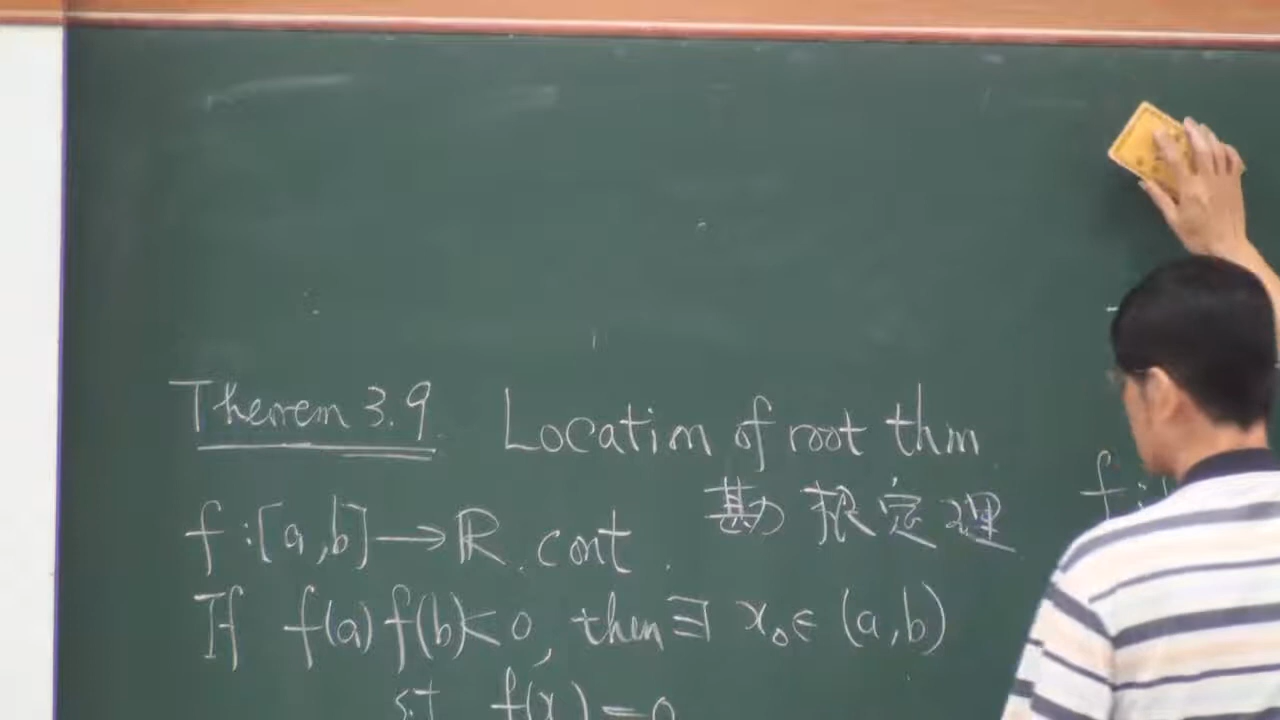 Theorem 3.9 Location of root thm
勘根定理
f : [a,b] → ℝ . cont .
If f(a) f(b) < 0, then ∃ x₀ ∈ (a,b)
s.t f(x₀) = 0
f :